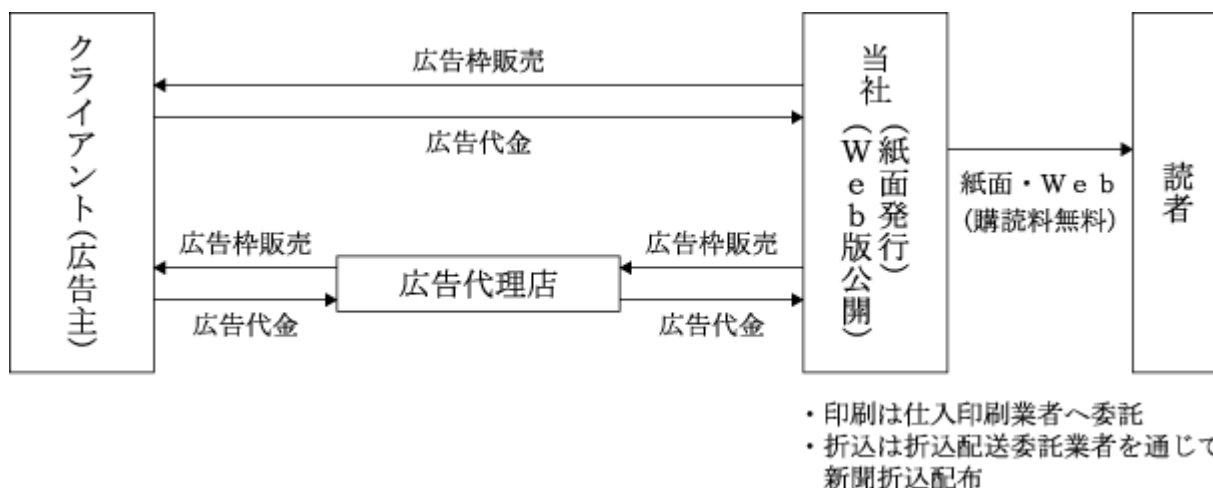 クライアント(広告主)
広告枠販売
広告代金
広告枠販売
広告代金
広告代理店
広告枠販売
広告代金
当社
(紙面発行)
(Web版公開)
紙面・Web
(購読料無料)
読者
・印刷は仕入印刷業者へ委託
・折込は折込配送委託業者を通じて
新聞折込配布